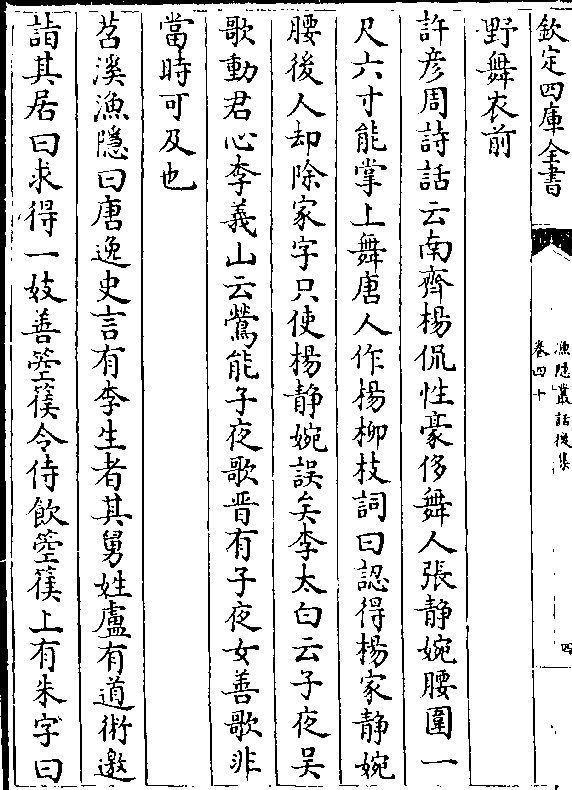 欽定四庫全書
漁隱叢話後集
卷四十
四
野舞衣前
許彦周詩話云南齊楊侃性豪侈舞人張静婉腰圍一
尺六寸能掌上舞唐人作楊柳枝詞曰認得楊家静婉
腰後人却除家字只使楊静婉誤矣李太白云子夜吴
歌動君心李義山云鶯能子夜歌晋有子夜女善歌非
當時可及也
苕溪漁隱曰唐逸史言有李生者其舅姓盧有道術邀
詣其居曰求得一妓善箜篌令侍飲箜篌上有朱字曰